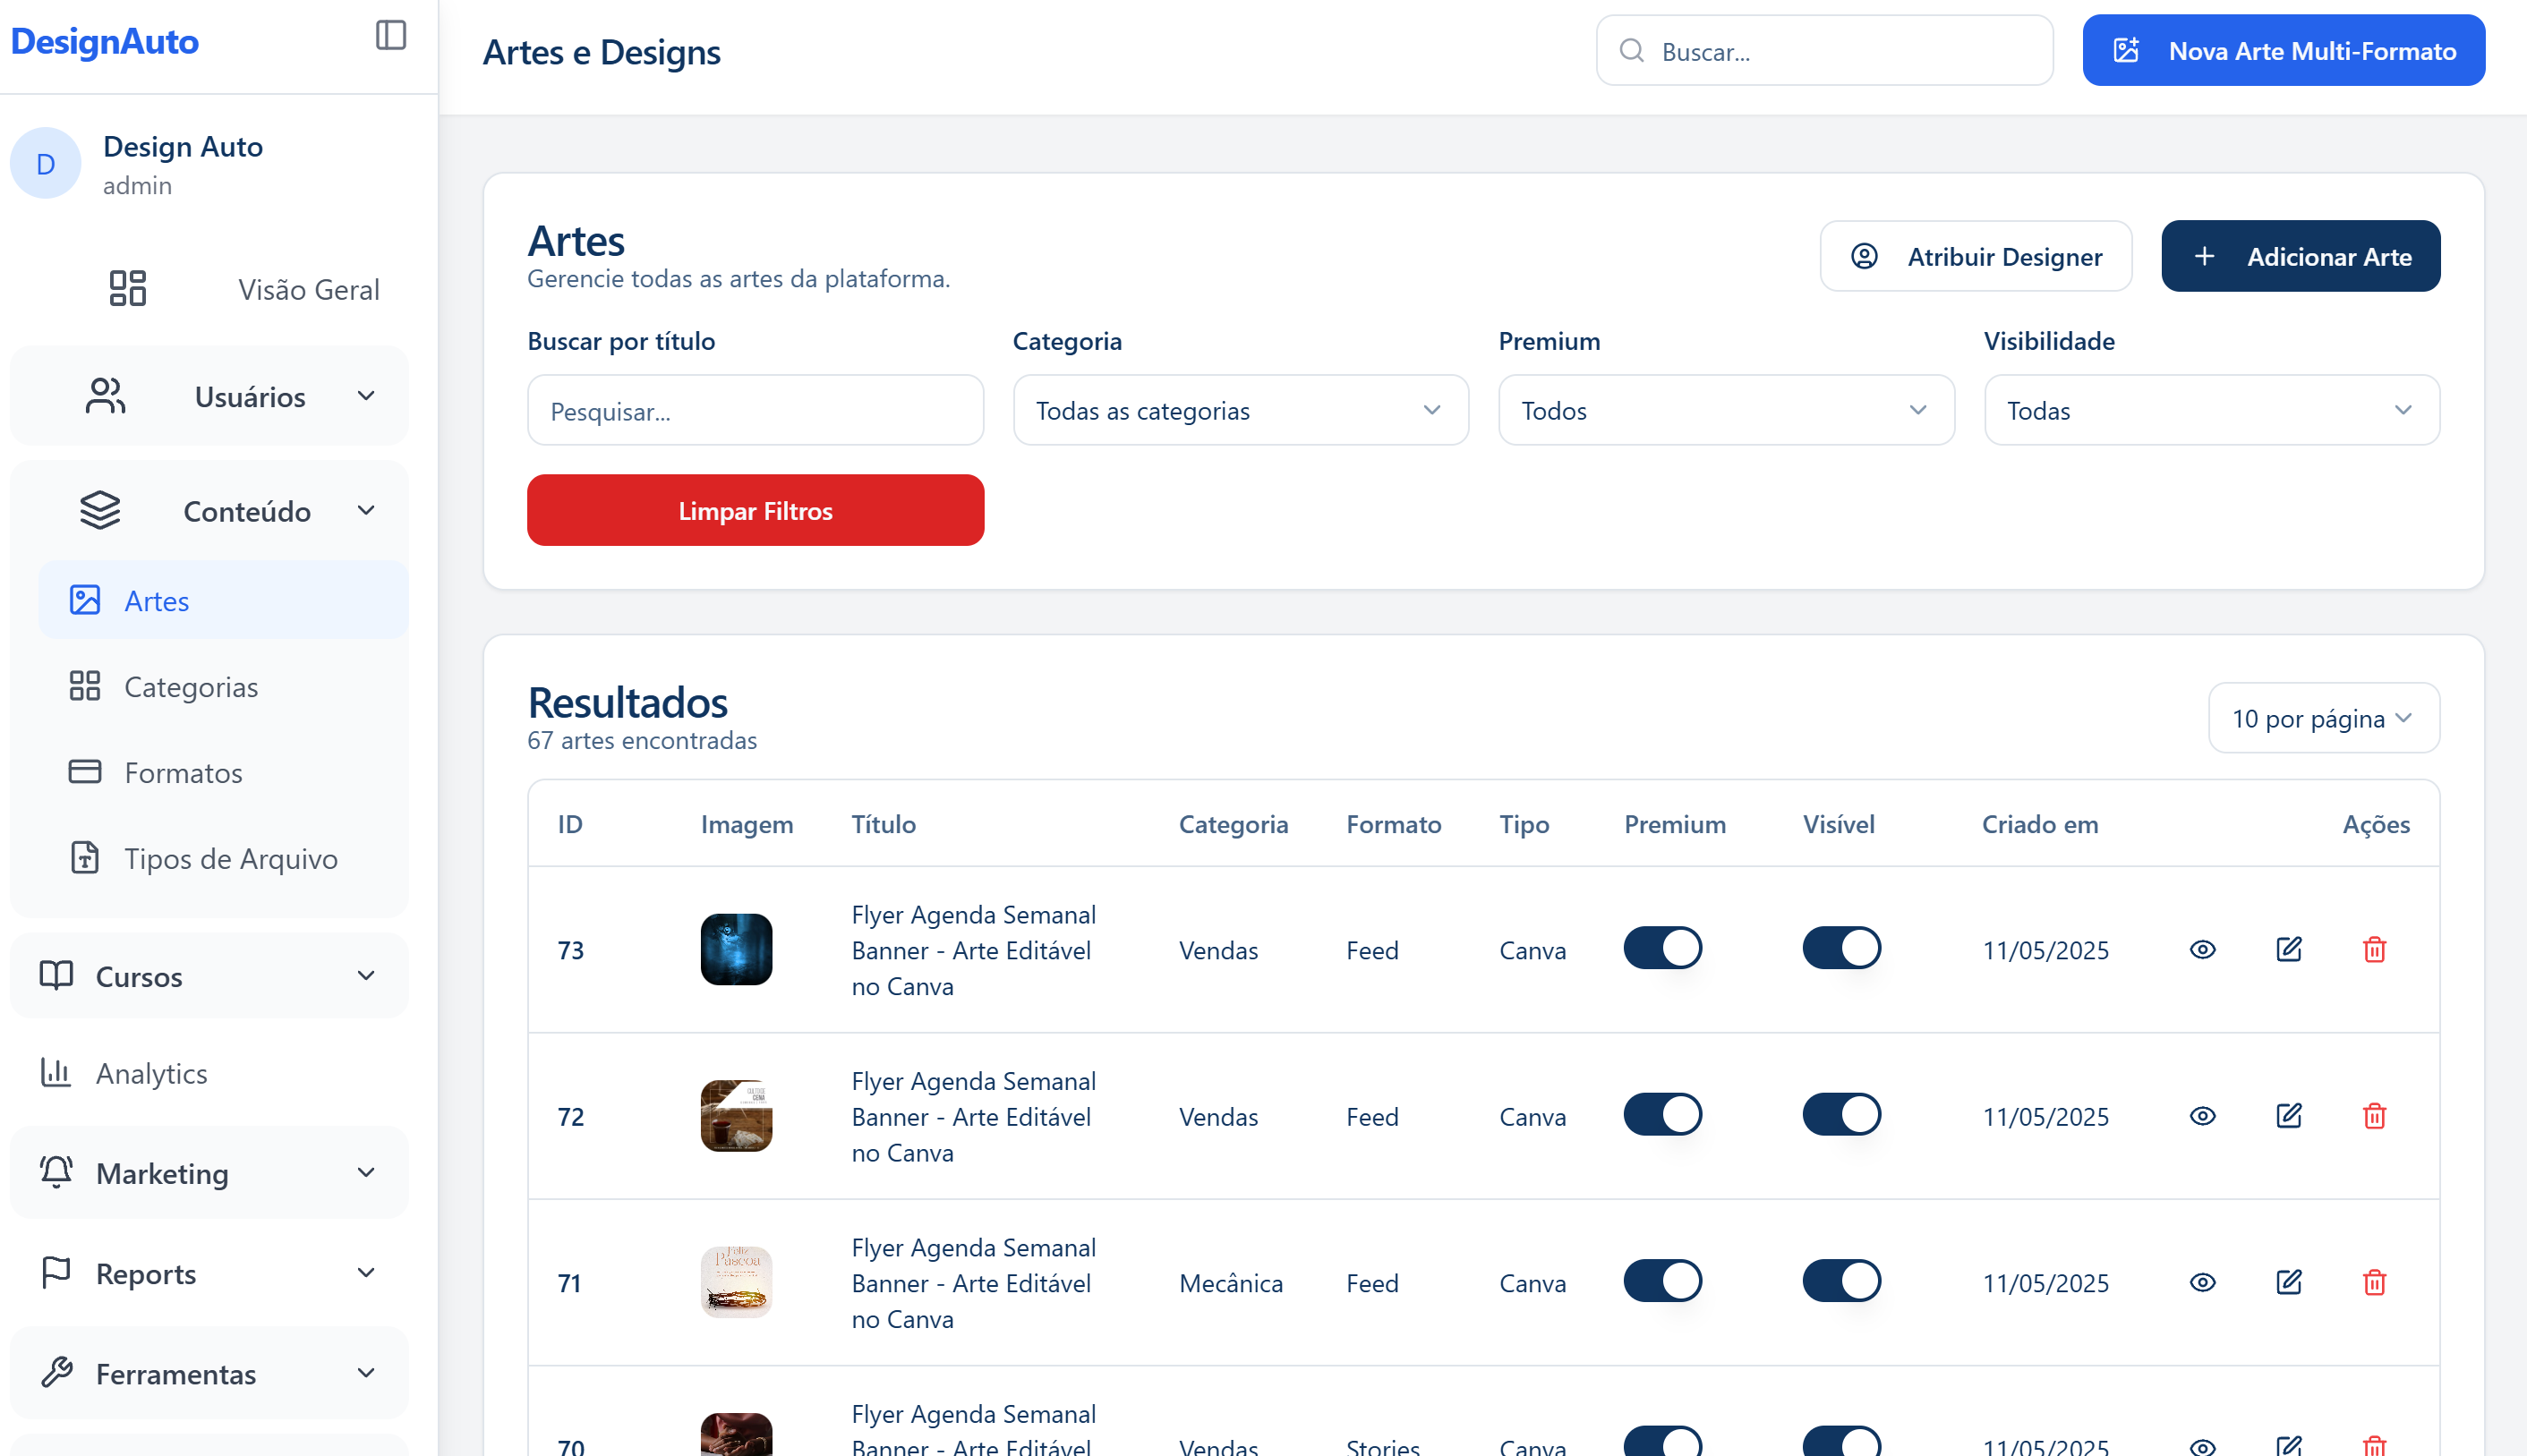 DesignAuto
D
Design Auto
admin
Visão Geral
Usuários
Conteúdo
Artes
Categorias
Formatos
Tipos de Arquivo
Cursos
Analytics
Marketing
Reports
Ferramentas
Artes e Designs
Buscar...
Nova Arte Multi-Formato
Artes
Gerencie todas as artes da plataforma.
Atribuir Designer
Adicionar Arte
Buscar por título
Categoria
Premium
Visibilidade
Pesquisar...
Todas as categorias
Todos
Todas
Limpar Filtros
Resultados
67 artes encontradas
10 por página
ID Imagem Título Categoria Formato Tipo Premium Visível Criado em Ações
Flyer Agenda Semanal
73 Banner - Arte Editável Vendas Feed Canva 11/05/2025
no Canva
CENA
Flyer Agenda Semanal
72 Banner - Arte Editável Vendas Feed Canva 11/05/2025
no Canva
Feliz
Páscoa
Flyer Agenda Semanal
71 Banner - Arte Editável Mecânica Feed Canva 11/05/2025
no Canva
Flyer Agenda Semanal
70 Banner - Arte Editável Vendas Stories Canva 11/05/2025